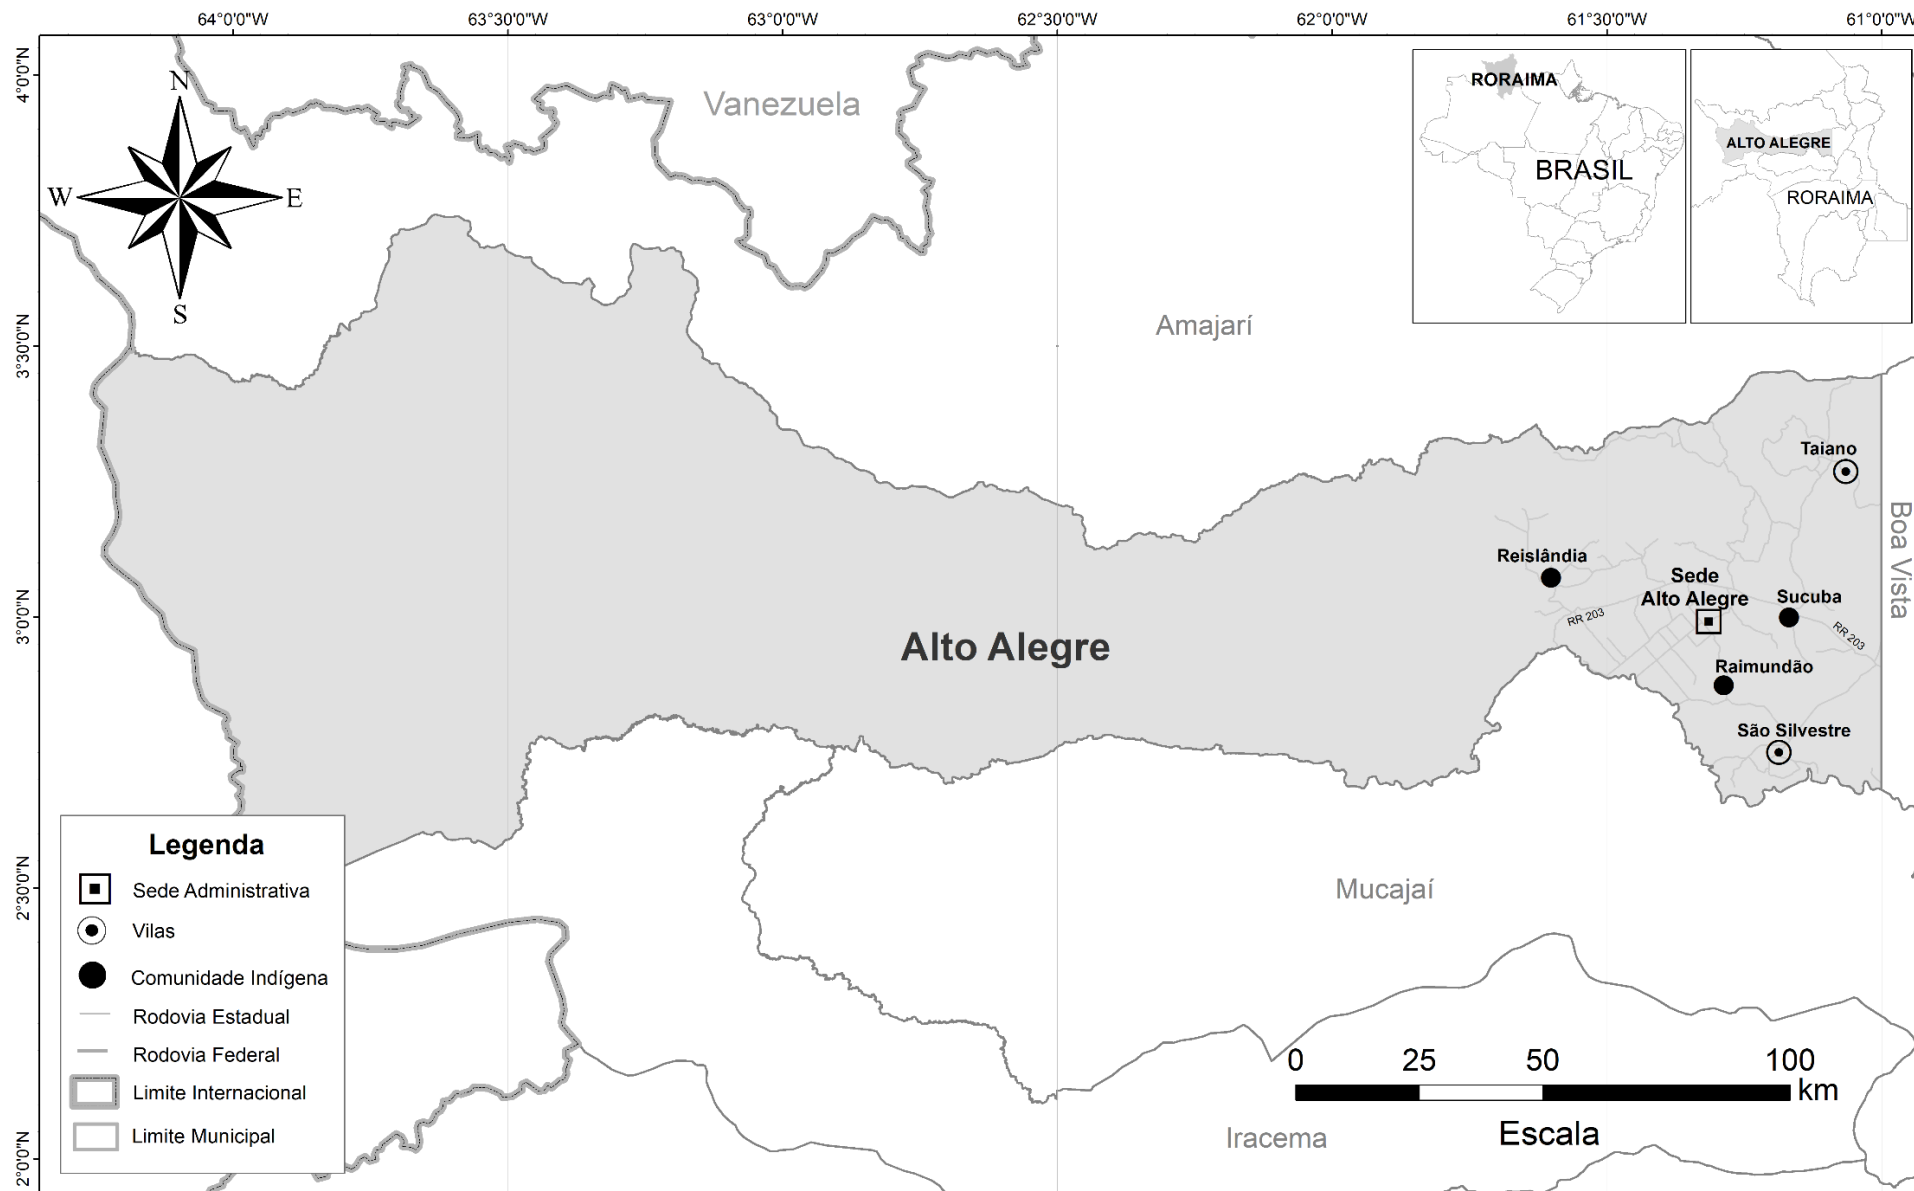 64°0'0"W
63°30'0"W
63°0'0"W
62°30'0"W
62°0'0"W
61°30'0"W
61°0'0"W
4°0'0"N
3°30'0"N
3°0'0"N
2°30'0"N
2°0'0"N
N
W
E
S
Vanezuela
RORAIMA
BRASIL
ALTO ALEGRE
RORAIMA
Amajarí
Taiano
Boa Vista
Reislândia
Sede
Alto Alegre
Sucuba
RR 203
RR 203
Alto Alegre
Raimundão
São Silvestre
Mucajaí
Iracema
Legenda
Sede Administrativa
Vilas
Comunidade Indígena
Rodovia Estadual
Rodovia Federal
Limite Internacional
Limite Municipal
0 25 50 100
km
Escala